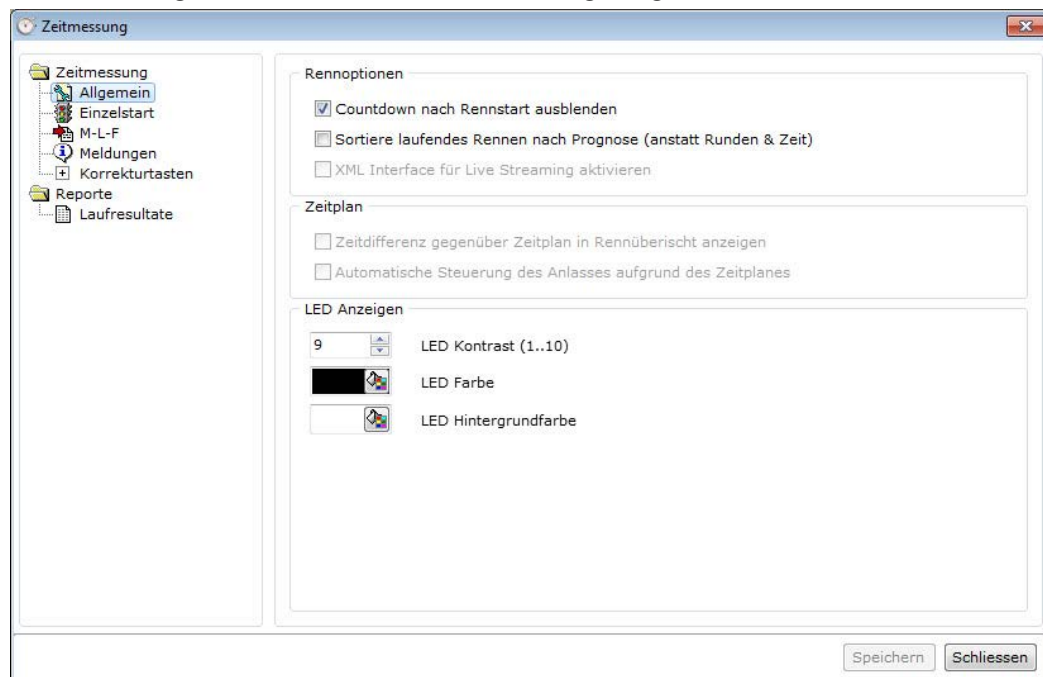 Zeitmessung
Zeitmessung
Allgemein
Einzelstart
M-L-F
Meldungen
Korrekturtasten
Reporte
Laufresultate
Rennoptionen
Countdown nach Rennstart ausblenden
Sortiere laufendes Rennen nach Prognose (anstatt Runden & Zeit)
XML Interface für Live Streaming aktivieren
Zeitplan
Zeitdifferenz gegenüber Zeitplan in Rennüberischt anzeigen
Automatische Steuerung des Anlasses aufgrund des Zeitplanes
LED Anzeigen
9 LED Kontrast (1..10)
LED Farbe
LED Hintergrundfarbe
Speichern Schliessen